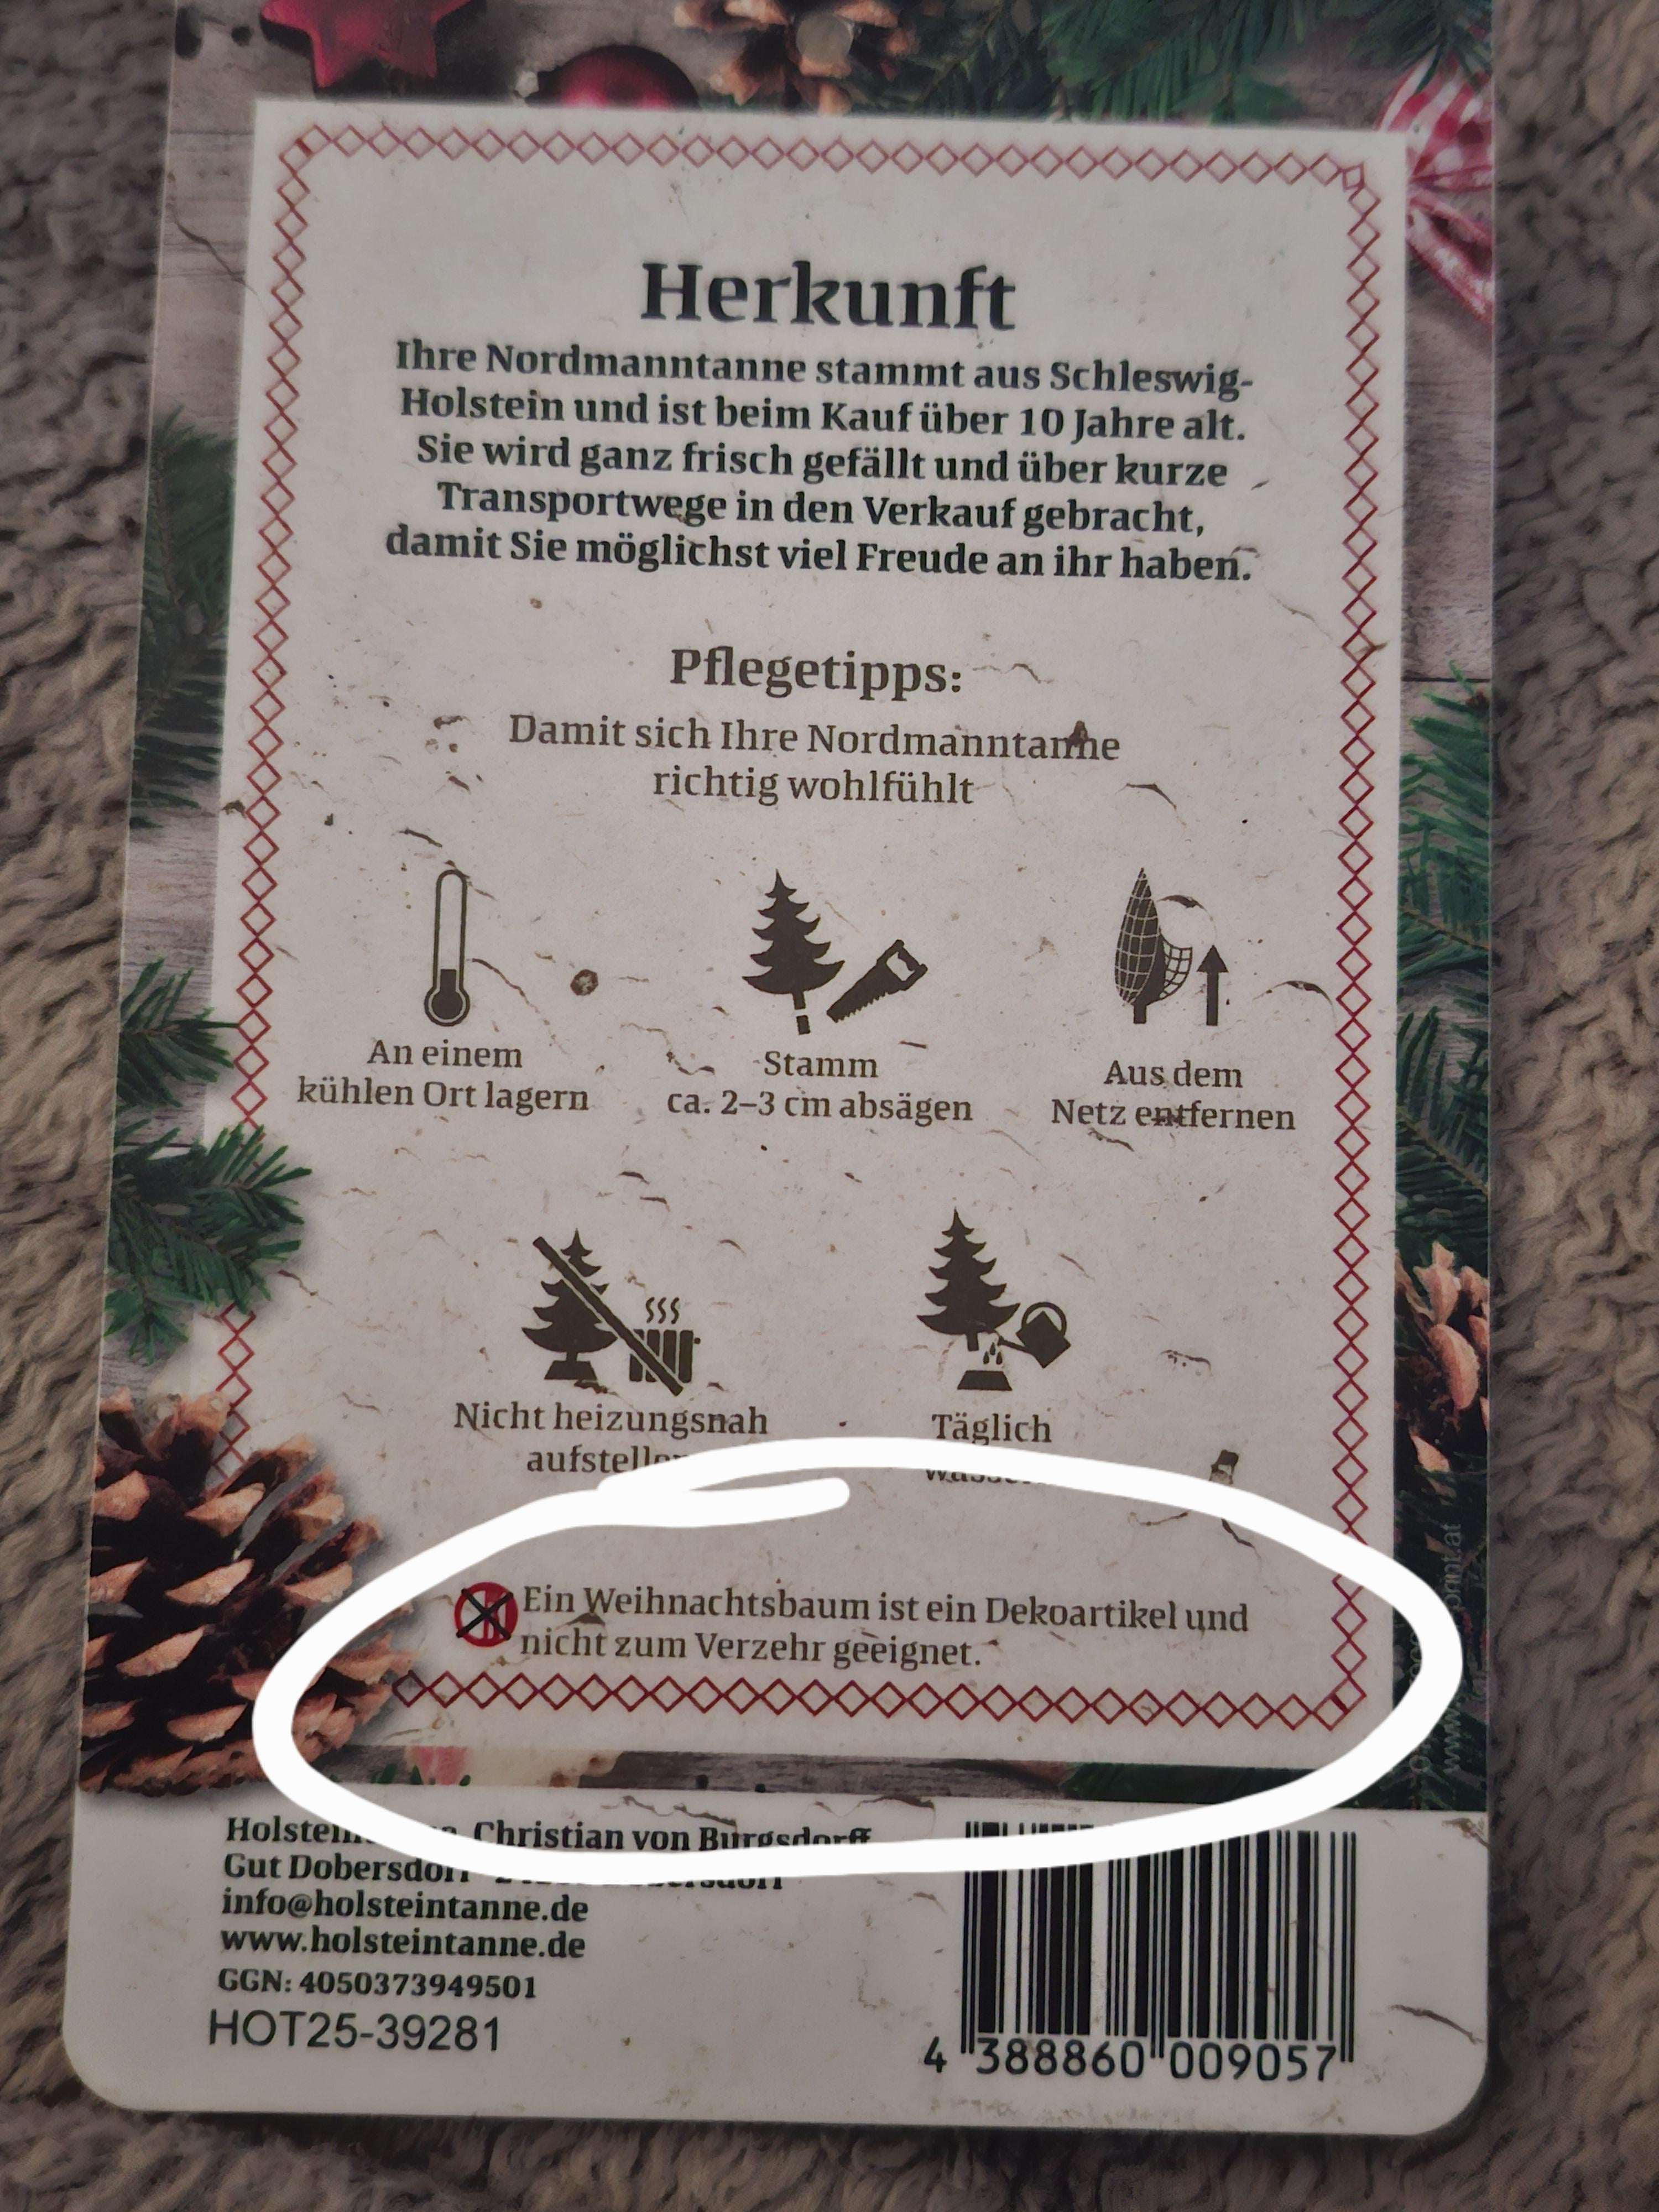 Herkunft
Ihre Nordmanntanne stammt aus Schleswig-
Holstein und ist beim Kauf über 10 Jahre alt.
Sie wird ganz frisch gefällt und über kurze
Transportwege in den Verkauf gebracht,
damit Sie möglichst viel Freude an ihr haben.
Pflegetipps:
Damit sich Ihre Nordmanntanne
richtig wohlfühlt
An einem
kühlen Ort lagern
Stamm
ca. 2–3 cm absägen
Aus dem
Netz entfernen
Nicht heizungsnah
Täglich
Ein Weihnachtsbaum ist ein Dekoartikel und
nicht zum Verzehr geeignet.
Christian von Burgsdorff
Gut Dobersdorf
info@holsteintanne.de
www.holsteintanne.de
GGN: 4050373949501
HOT25-39281
4 388860 009057